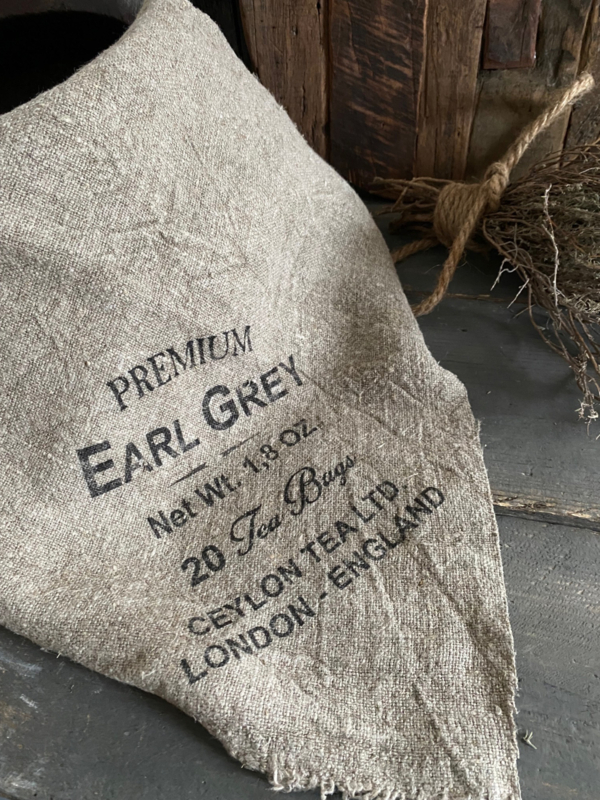 PREMIUM
EARL GREY
Net Wt. 1,8 OZ.
20 Tea Bags
CEYLON TEA LTD.
LONDON - ENGLAND